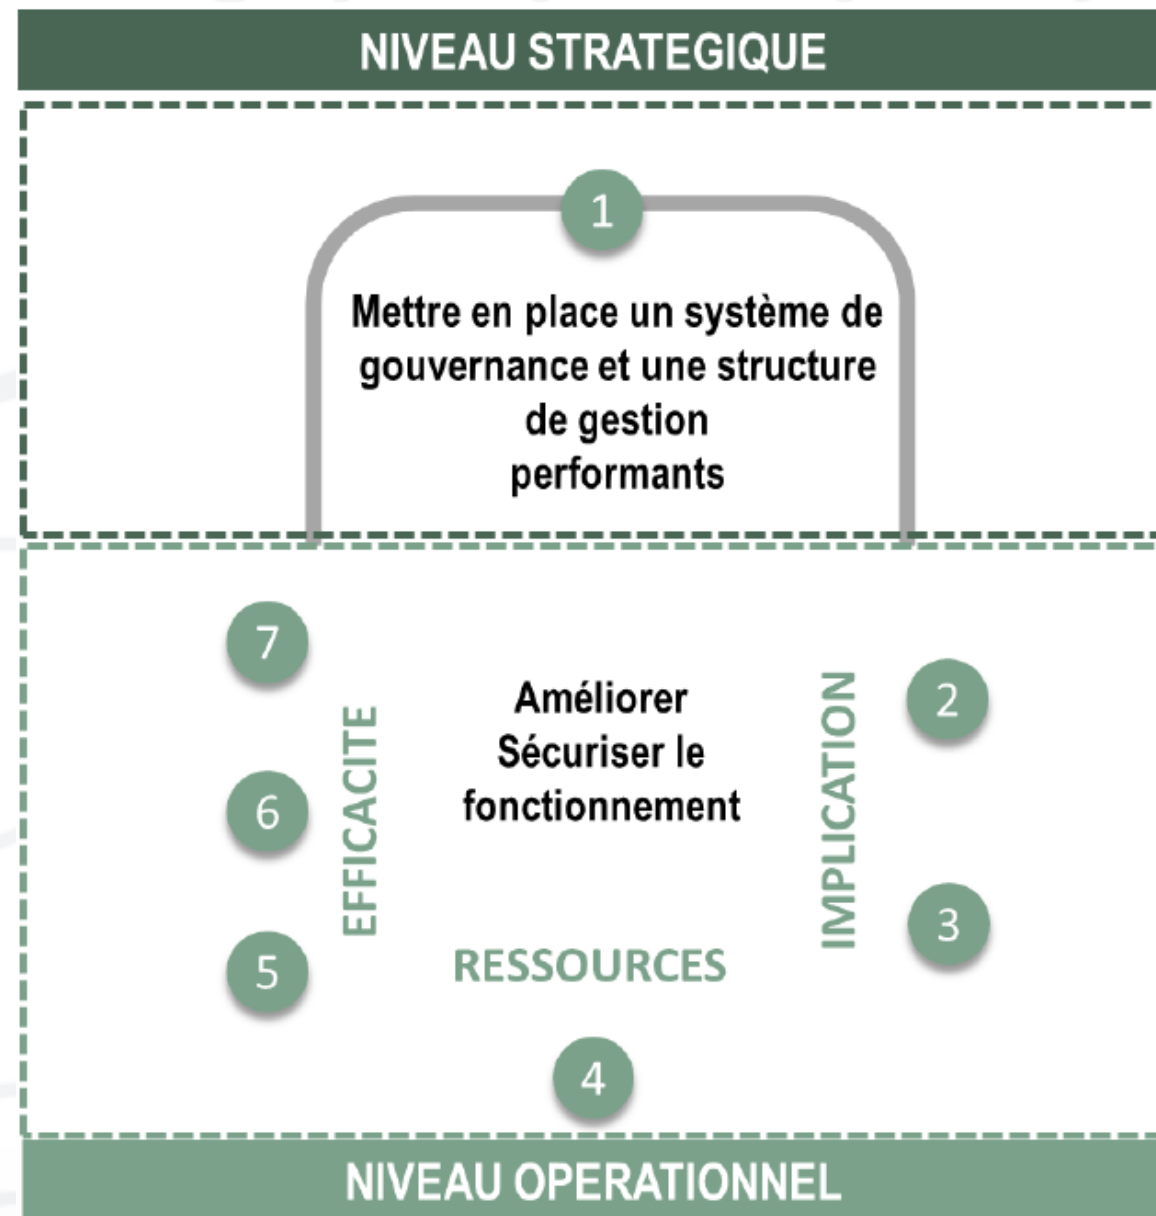 NIVEAU STRATEGIQUE
1
Mettre en place un système de
gouvernance et une structure
de gestion
performants
7
2
Améliorer
Sécuriser le
fonctionnement
EFFICACITE
IMPLICATION
6
3
5
RESSOURCES
4
NIVEAU OPERATIONNEL